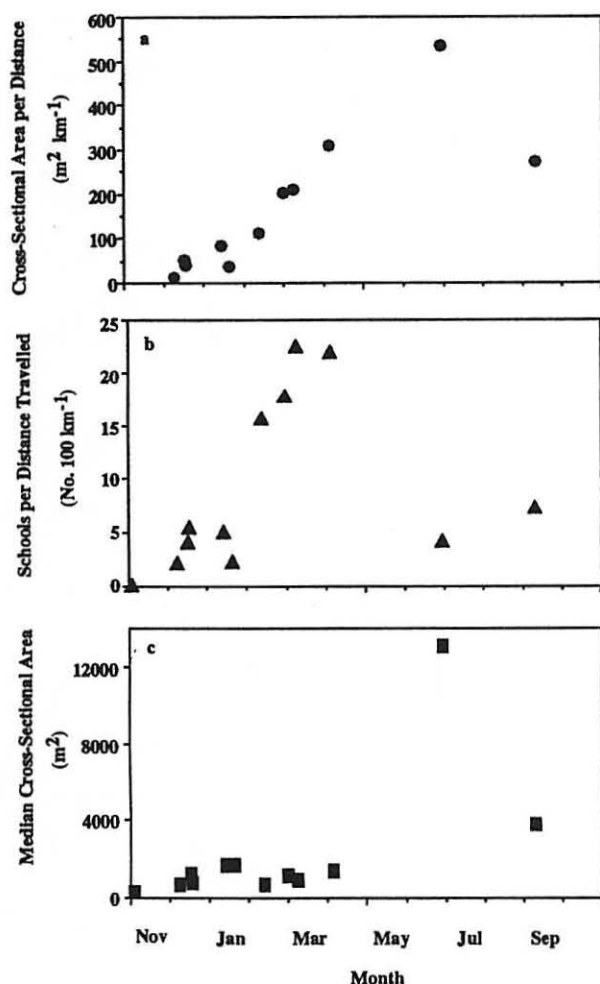 a
Cross-Sectional Area per Distance
(m² km⁻¹)
600
500
400
300
200
100
0
b
Schools per Distance Travelled
(No. 100 km⁻¹)
25
20
15
10
5
0
c
Median Cross-Sectional Area
(m²)
12000
8000
4000
0
Nov Jan Mar May Jul Sep
Month